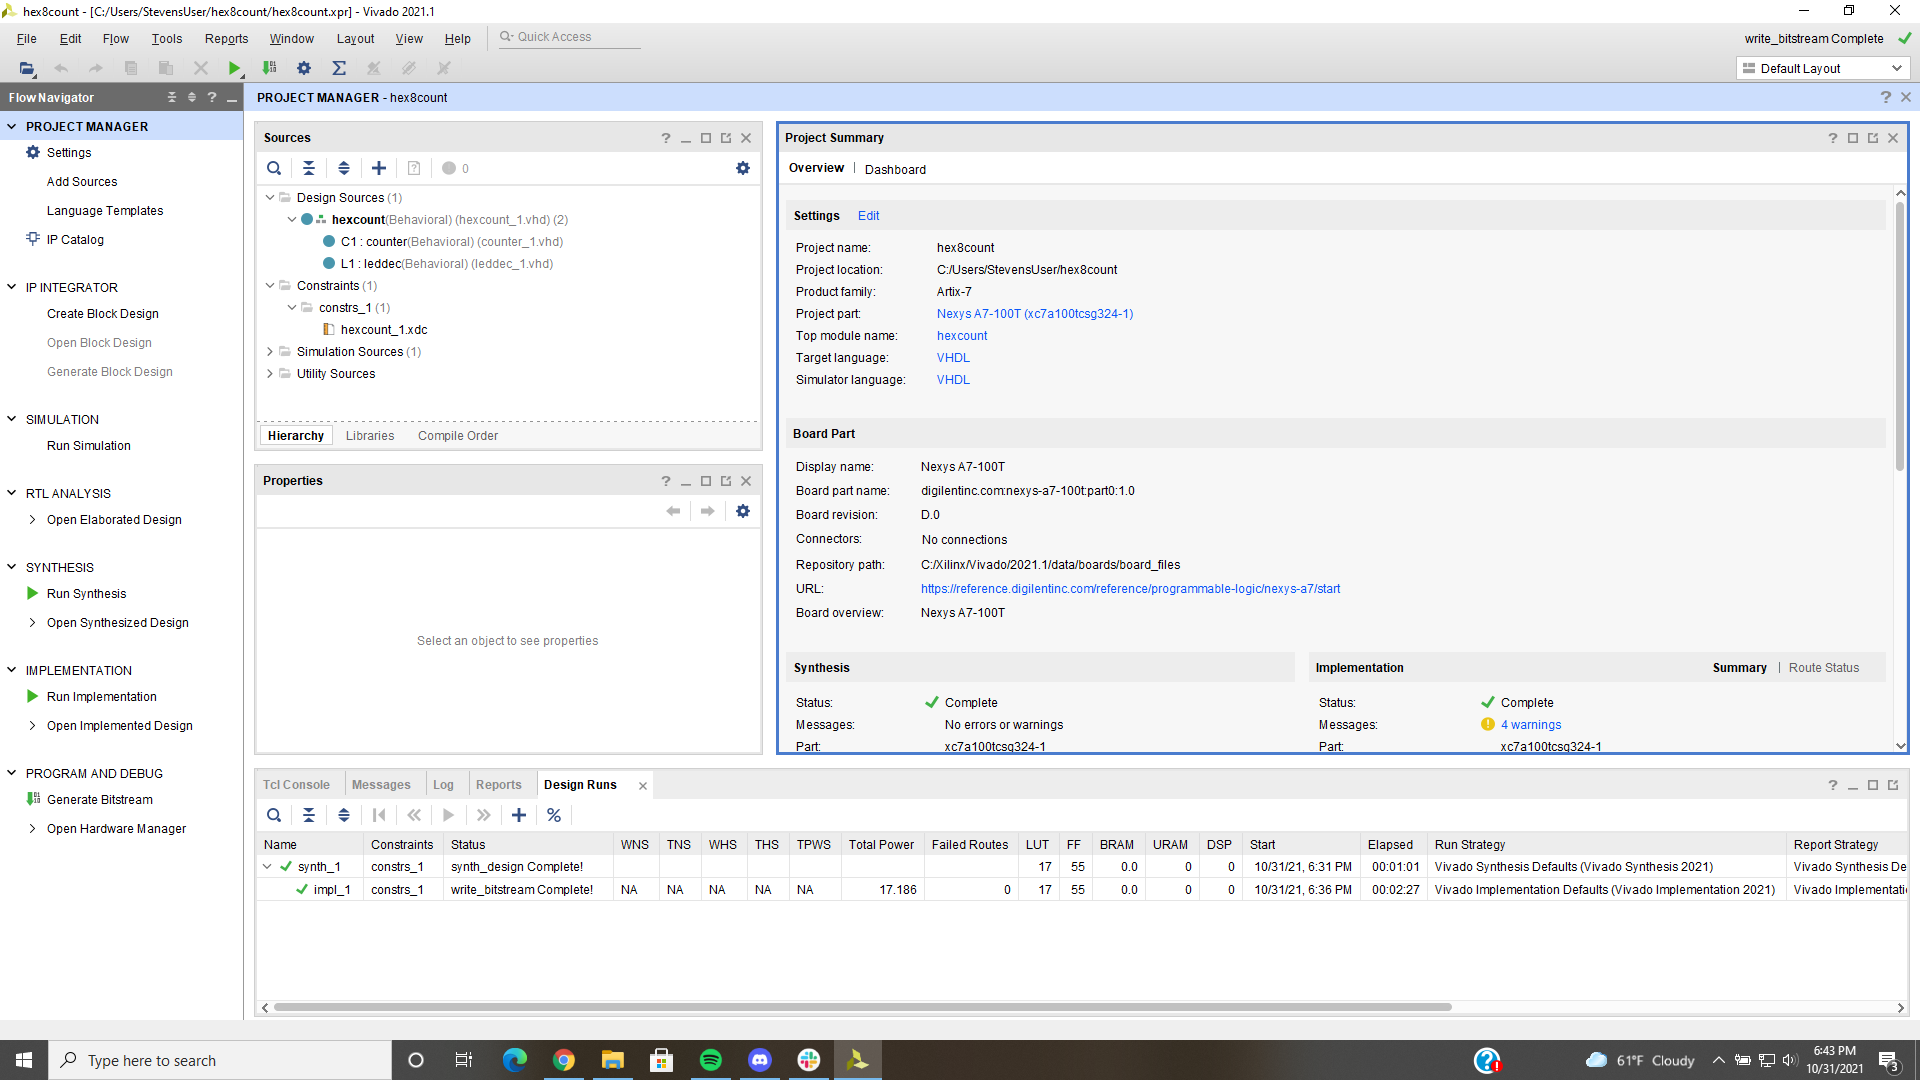 hex8count - [C:/Users/StevensUser/hex8count/hex8count.xpr] - Vivado 2021.1
File Edit Flow Tools Reports Window Layout View Help Quick Access
write_bitstream Complete
Default Layout
Flow Navigator
PROJECT MANAGER - hex8count
PROJECT MANAGER
Settings
Add Sources
Language Templates
IP Catalog
IP INTEGRATOR
Create Block Design
Open Block Design
Generate Block Design
SIMULATION
Run Simulation
RTL ANALYSIS
Open Elaborated Design
SYNTHESIS
Run Synthesis
Open Synthesized Design
IMPLEMENTATION
Run Implementation
Open Implemented Design
PROGRAM AND DEBUG
Generate Bitstream
Open Hardware Manager
Sources
0
Design Sources (1)
hexcount(Behavioral) (hexcount_1.vhd) (2)
C1 : counter(Behavioral) (counter_1.vhd)
L1 : leddec(Behavioral) (leddec_1.vhd)
Constraints (1)
constrs_1 (1)
hexcount_1.xdc
Simulation Sources (1)
Utility Sources
Hierarchy Libraries Compile Order
Properties
Select an object to see properties
Project Summary
Overview | Dashboard
Settings Edit
Project name: hex8count
Project location: C:/Users/StevensUser/hex8count
Product family: Artix-7
Project part: Nexys A7-100T (xc7a100tcsg324-1)
Top module name: hexcount
Target language: VHDL
Simulator language: VHDL
Board Part
Display name: Nexys A7-100T
Board part name: digilentinc.com:nexys-a7-100t:part0:1.0
Board revision: D.0
Connectors: No connections
Repository path: C:/Xilinx/Vivado/2021.1/data/boards/board_files
URL: https://reference.digilentinc.com/reference/programmable-logic/nexys-a7/start
Board overview: Nexys A7-100T
Synthesis
Status: Complete
Messages: No errors or warnings
Part: xc7a100tcsg324-1
Implementation Summary | Route Status
Status: Complete
Messages: 4 warnings
Part: xc7a100tcsg324-1
Tcl Console Messages Log Reports Design Runs
Name Constraints Status WNS TNS WHS THS TPWS Total Power Failed Routes LUT FF BRAM URAM DSP Start Elapsed Run Strategy Report Strategy
synth_1 constrs_1 synth_design Complete! 17 55 0.0 0 0 10/31/21, 6:31 PM 00:01:01 Vivado Synthesis Defaults (Vivado Synthesis 2021) Vivado Synthesis De
impl_1 constrs_1 write_bitstream Complete! NA NA NA NA NA 17.186 0 17 55 0.0 0 0 10/31/21, 6:36 PM 00:02:27 Vivado Implementation Defaults (Vivado Implementation 2021) Vivado Implementati
Type here to search
61°F Cloudy
6:43 PM
10/31/2021
3